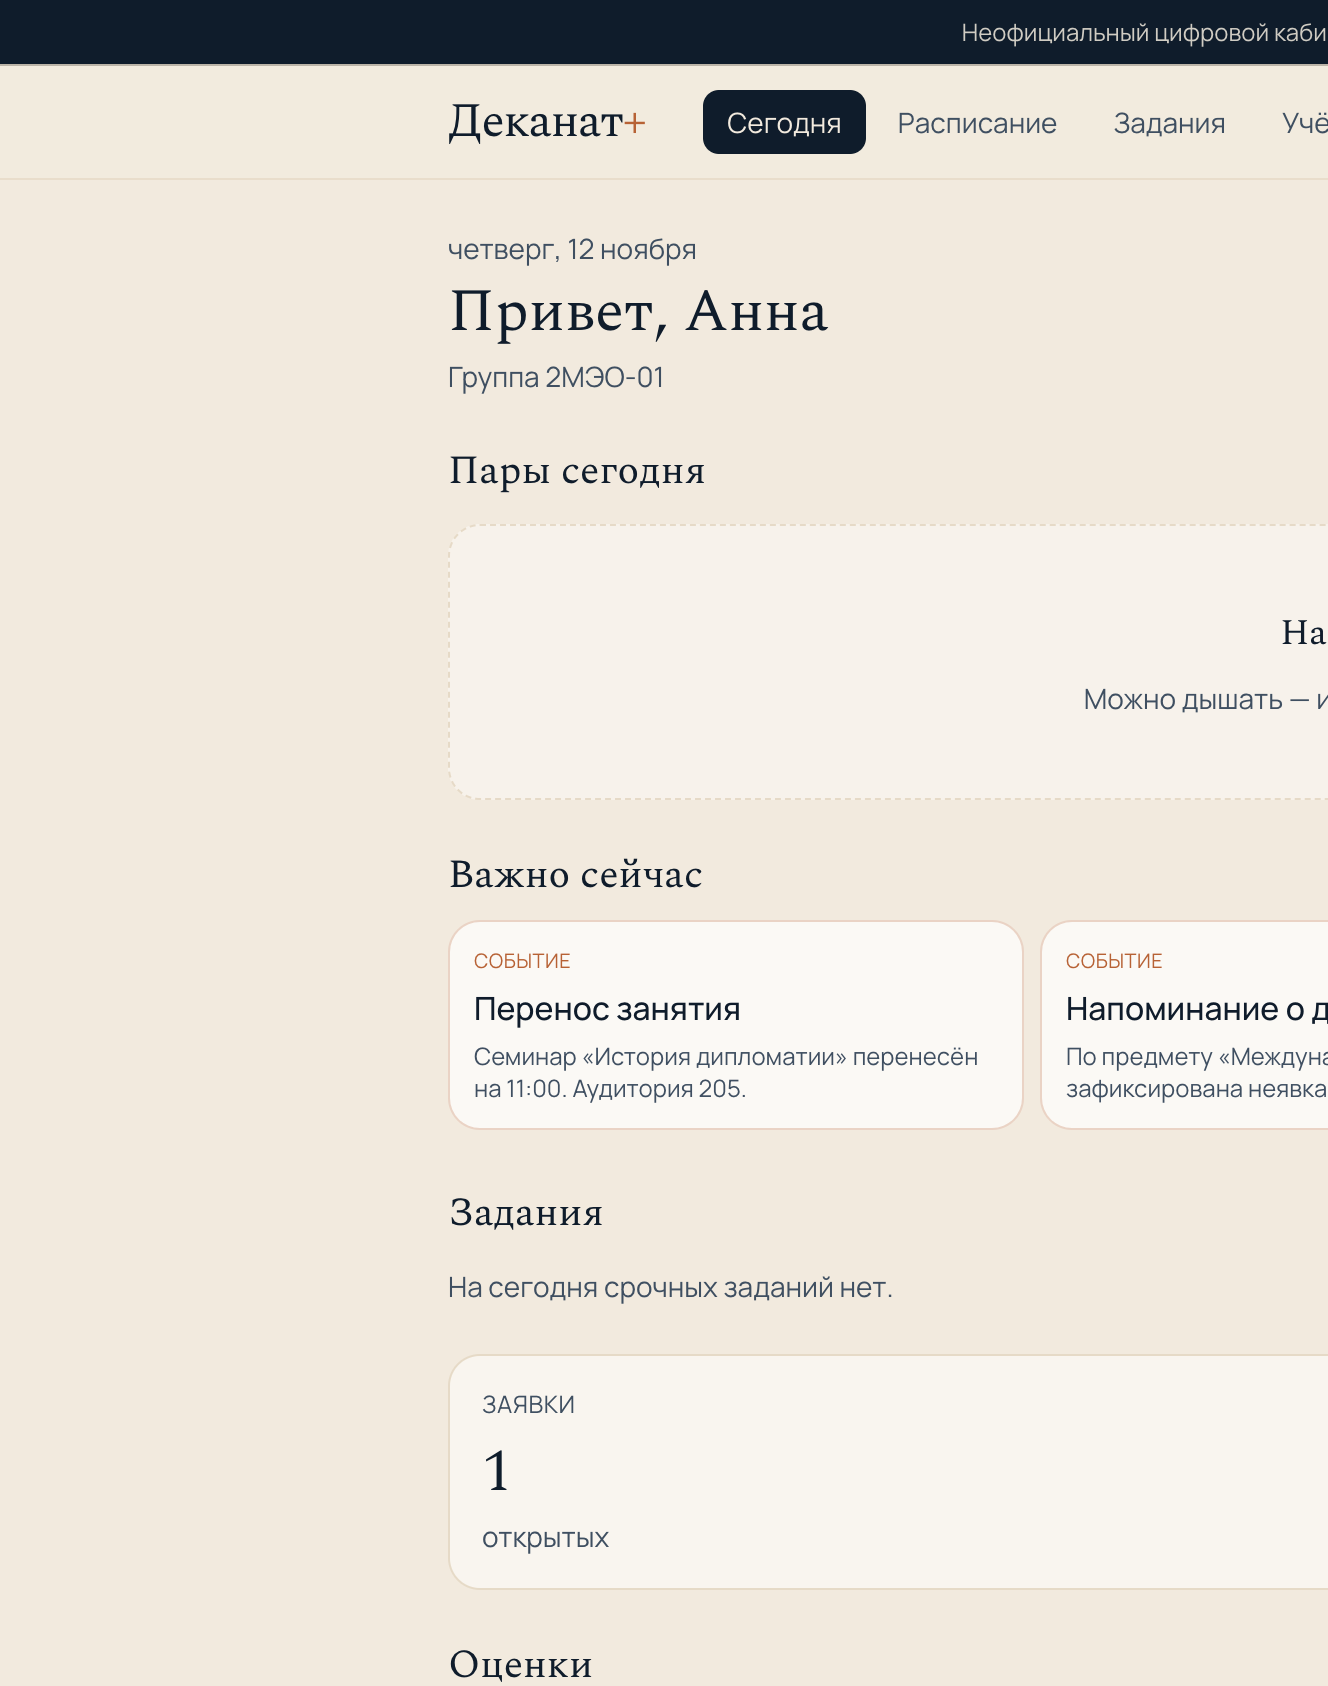 Неофициальный цифровой каби
Деканат+ Сегодня Расписание Задания Учё
четверг, 12 ноября
Привет, Анна
Группа 2МЭО-01
Пары сегодня
На
Можно дышать — и
Важно сейчас
СОБЫТИЕ
Перенос занятия
Семинар «История дипломатии» перенесён
на 11:00. Аудитория 205.
СОБЫТИЕ
Напоминание о д
По предмету «Междуна
зафиксирована неявка
Задания
На сегодня срочных заданий нет.
ЗАЯВКИ
1
открытых
Оценки